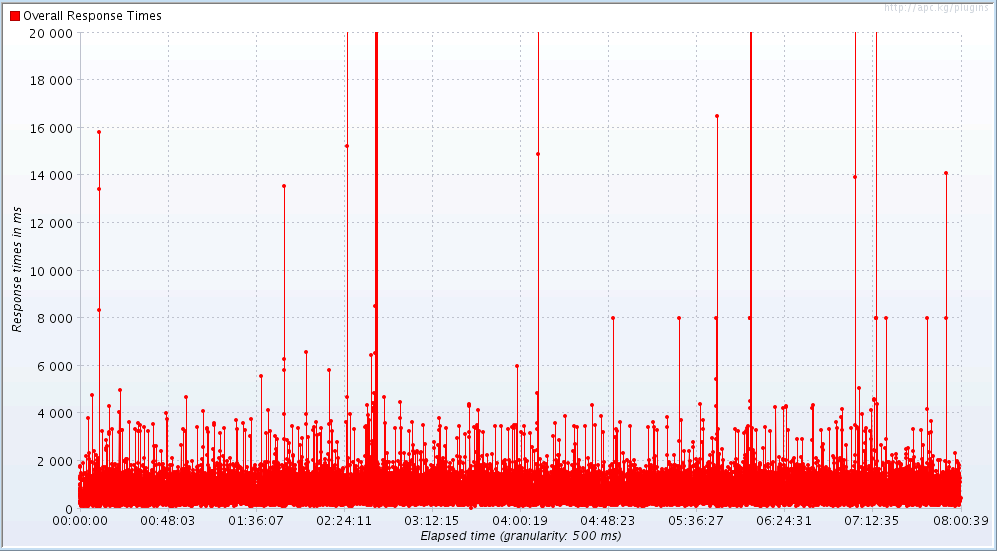 http://apc.kg/plugins
Overall Response Times
20 000
18 000
16 000
14 000
12 000
10 000
8 000
6 000
4 000
2 000
0
Response times in ms
00:00:00 00:48:03 01:36:07 02:24:11 03:12:15 04:00:19 04:48:23 05:36:27 06:24:31 07:12:35 08:00:39
Elapsed time (granularity: 500 ms)